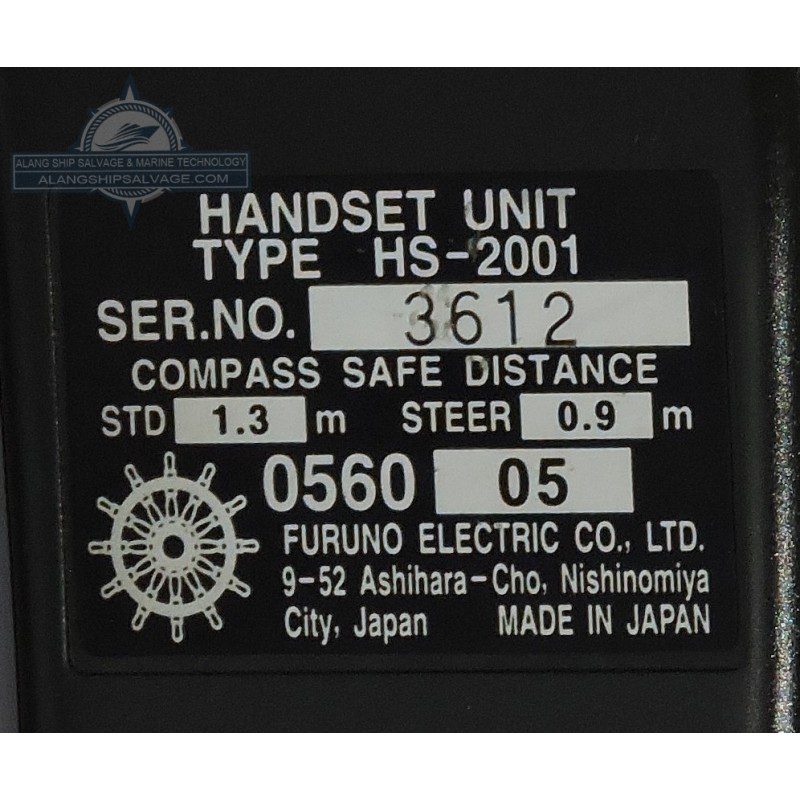 ALANG SHIP SALVAGE & MARINE TECHNOLOGY
ALANGSHIPSALVAGE.COM
HANDSET UNIT
TYPE HS-2001
SER.NO. 3612
COMPASS SAFE DISTANCE
STD 1.3 m STEER 0.9 m
0560 05
FURUNO ELECTRIC CO., LTD.
9-52 Ashihara-Cho, Nishinomiya
City, Japan MADE IN JAPAN